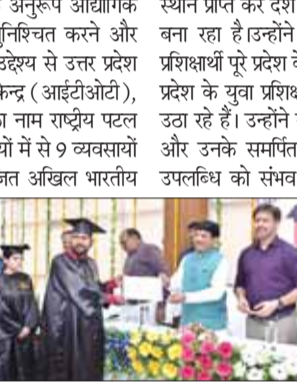 अनुरूप औद्योगिक
सुनिश्चित करने और
उद्देश्य से उत्तर प्रदेश
केन्द्र (आईटीओटी),
नाम राष्ट्रीय पटल
में से 9 व्यवसायों
अखिल भारतीय
स्थान प्राप्त कर
बना रहा है।उन्होंने
प्रशिक्षार्थी पूरे प्रदेश
प्रदेश के युवा
उठा रहे हैं। उन्होंने
और उनके समर्पित
उपलब्धि को संभव